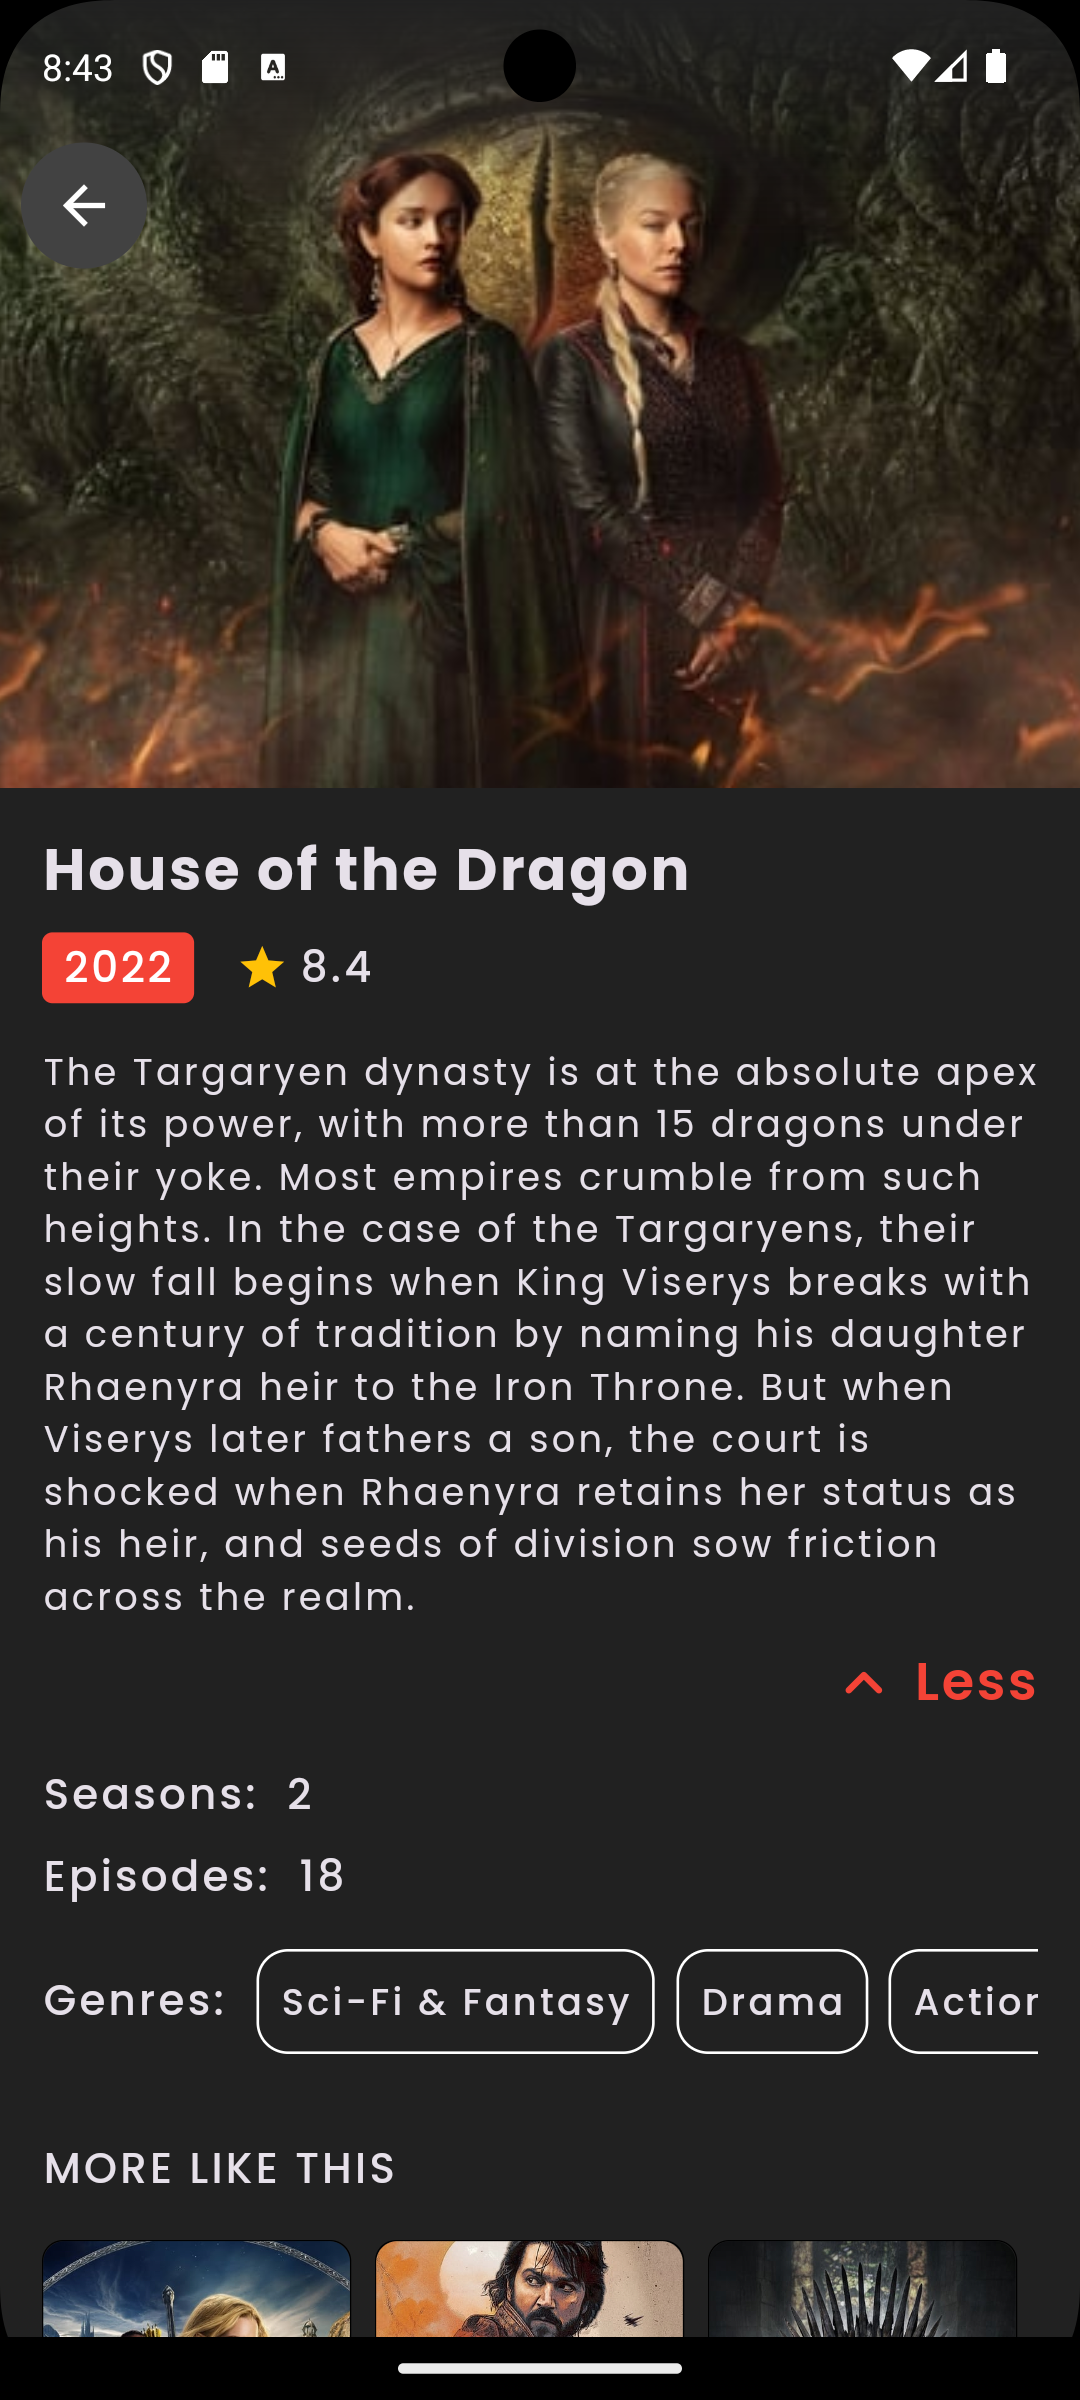 8:43
House of the Dragon
2022 8.4
The Targaryen dynasty is at the absolute apex
of its power, with more than 15 dragons under
their yoke. Most empires crumble from such
heights. In the case of the Targaryens, their
slow fall begins when King Viserys breaks with
a century of tradition by naming his daughter
Rhaenyra heir to the Iron Throne. But when
Viserys later fathers a son, the court is
shocked when Rhaenyra retains her status as
his heir, and seeds of division sow friction
across the realm.
Less
Seasons: 2
Episodes: 18
Genres: Sci-Fi & Fantasy Drama Action
MORE LIKE THIS